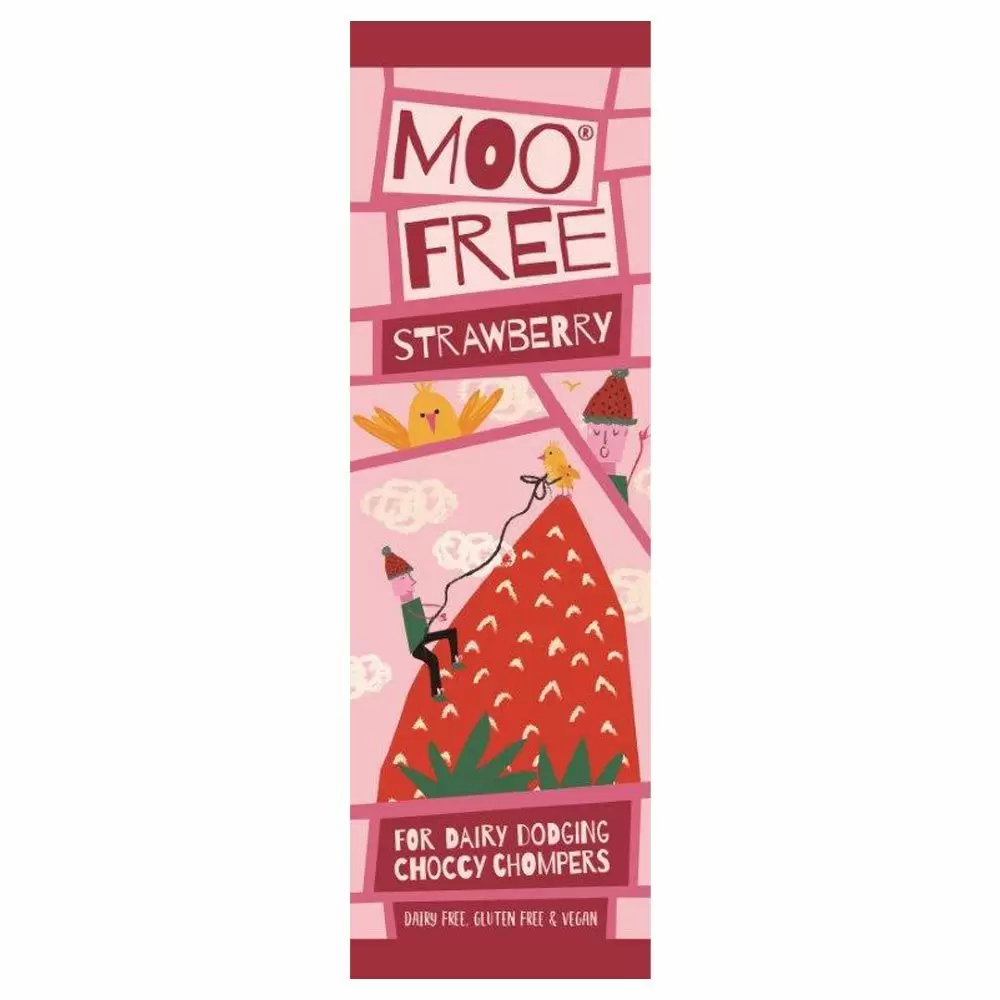 MOO®
FREE
STRAWBERRY
FOR DAIRY DODGING
CHOCCY CHOMPERS
DAIRY FREE, GLUTEN FREE & VEGAN